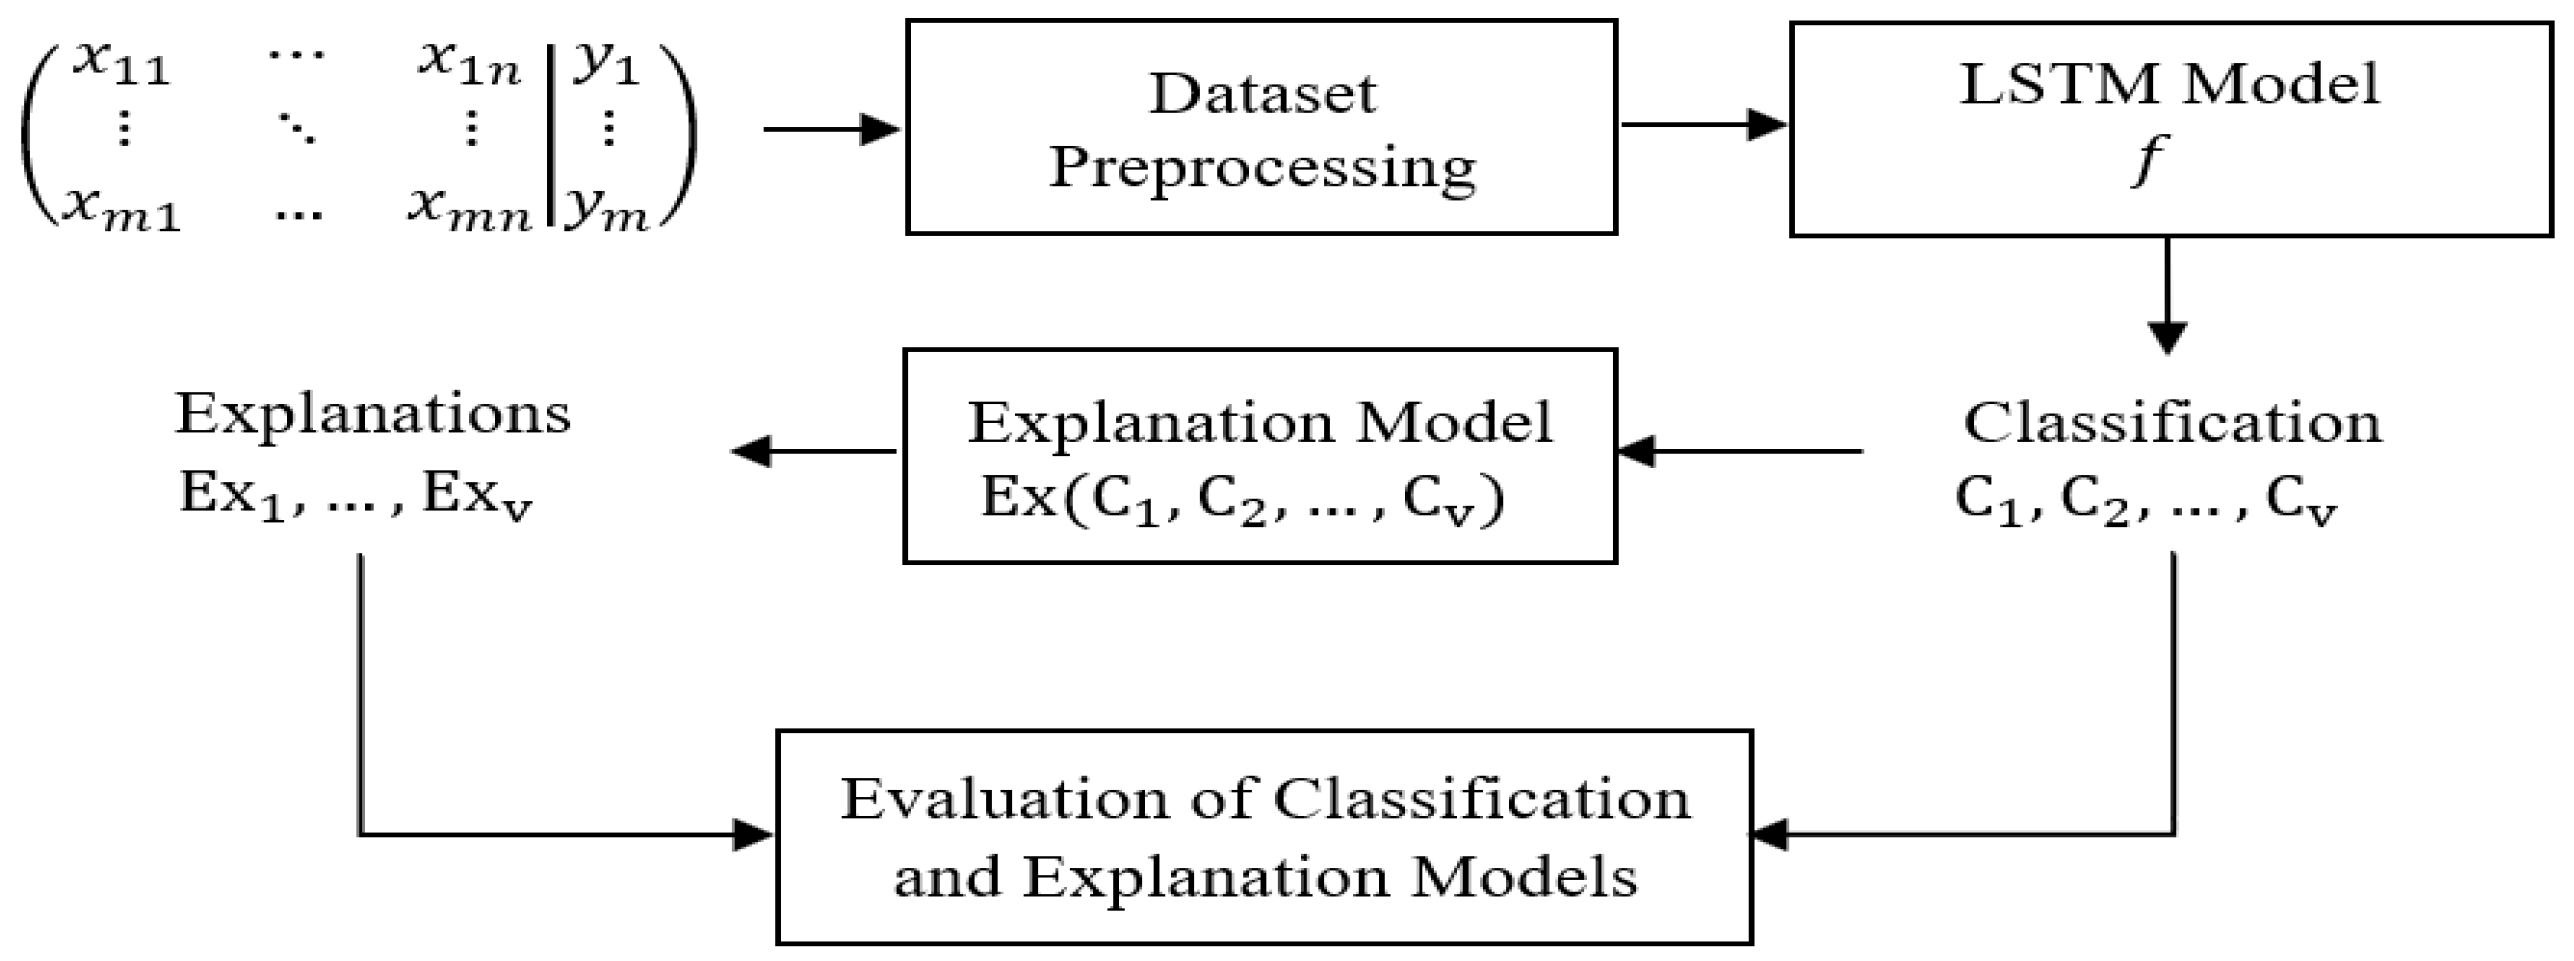 x₁₁ ⋯ x₁ₙ | y₁
⋮ ⋱ ⋮ | ⋮
xₘ₁ … xₘₙ | yₘ
Dataset
Preprocessing
LSTM Model
f
Classification
C₁, C₂, … , Cᵥ
Explanation Model
Ex(C₁, C₂, … , Cᵥ)
Explanations
Ex₁, … , Exᵥ
Evaluation of Classification
and Explanation Models